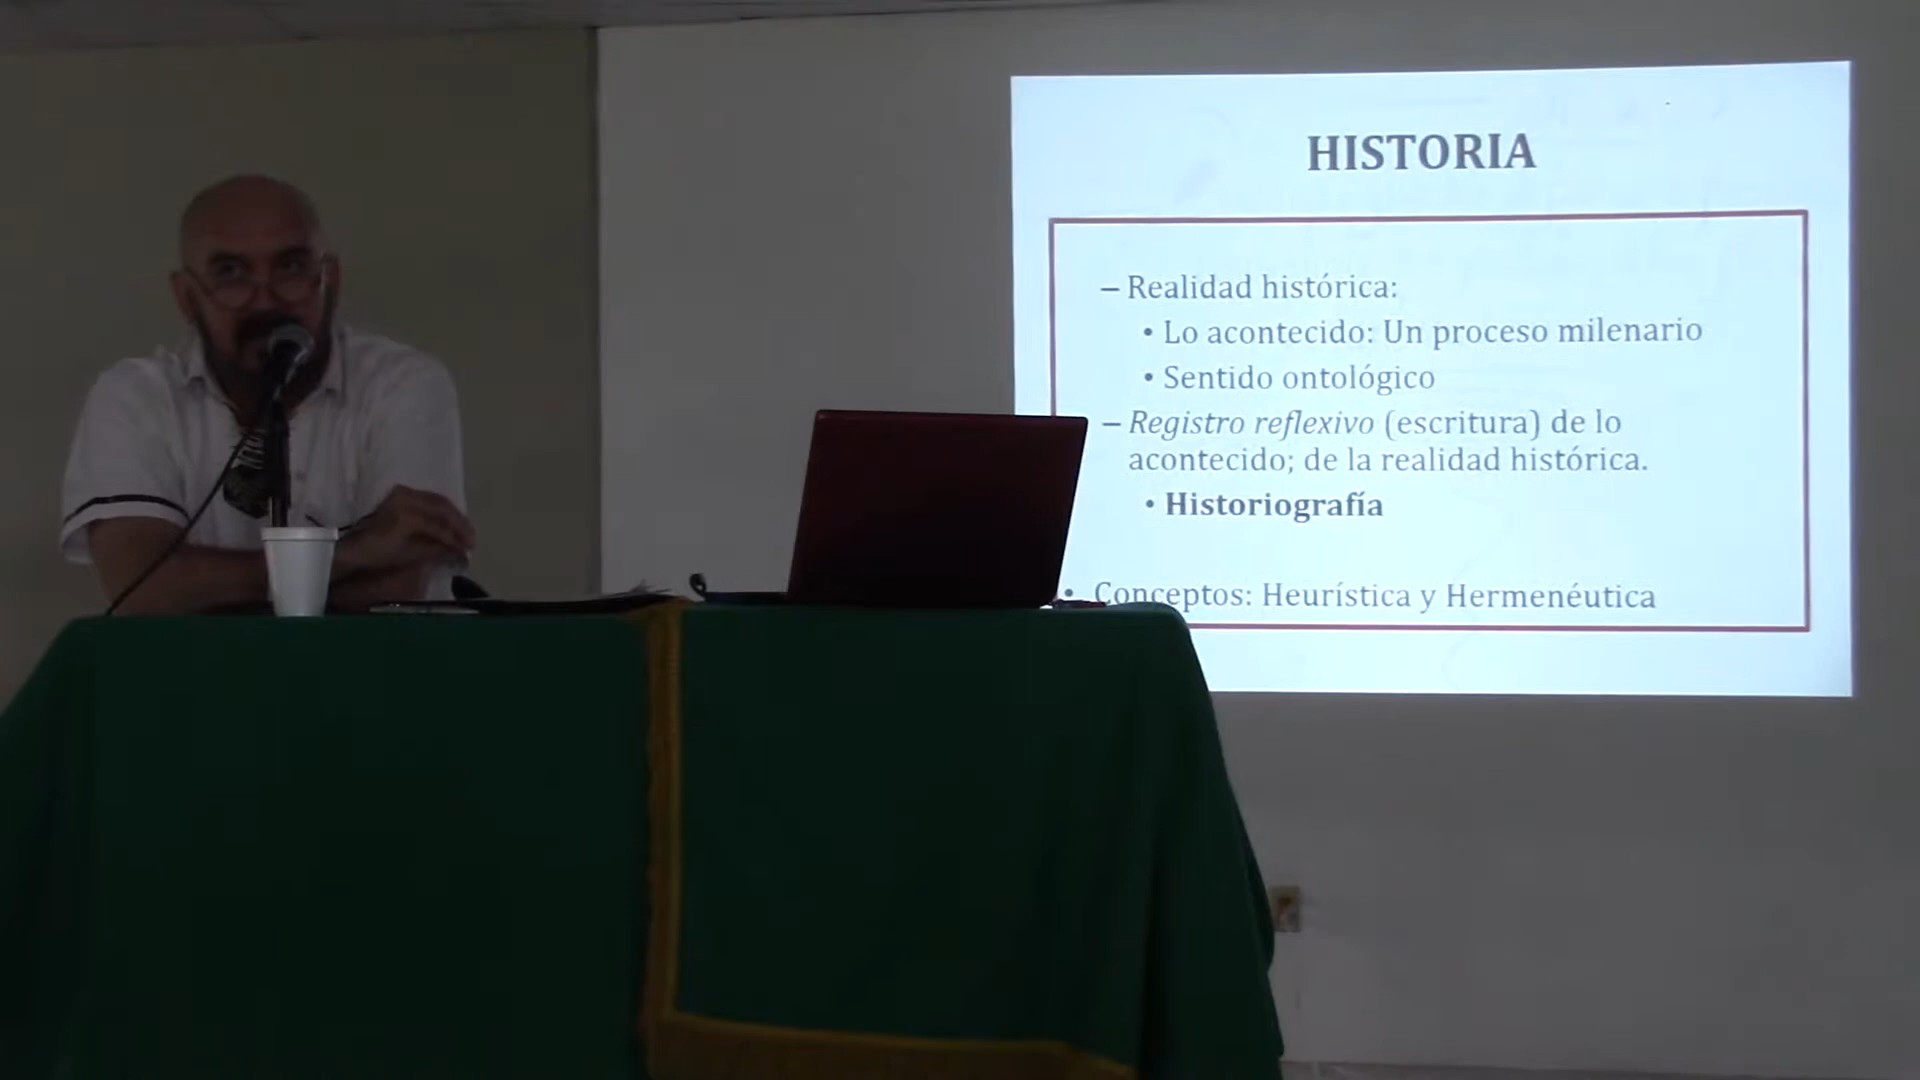 HISTORIA
– Realidad histórica:
• Lo acontecido: Un proceso milenario
• Sentido ontológico
– Registro reflexivo (escritura) de lo
acontecido; de la realidad histórica.
• Historiografía
• Conceptos: Heurística y Hermenéutica